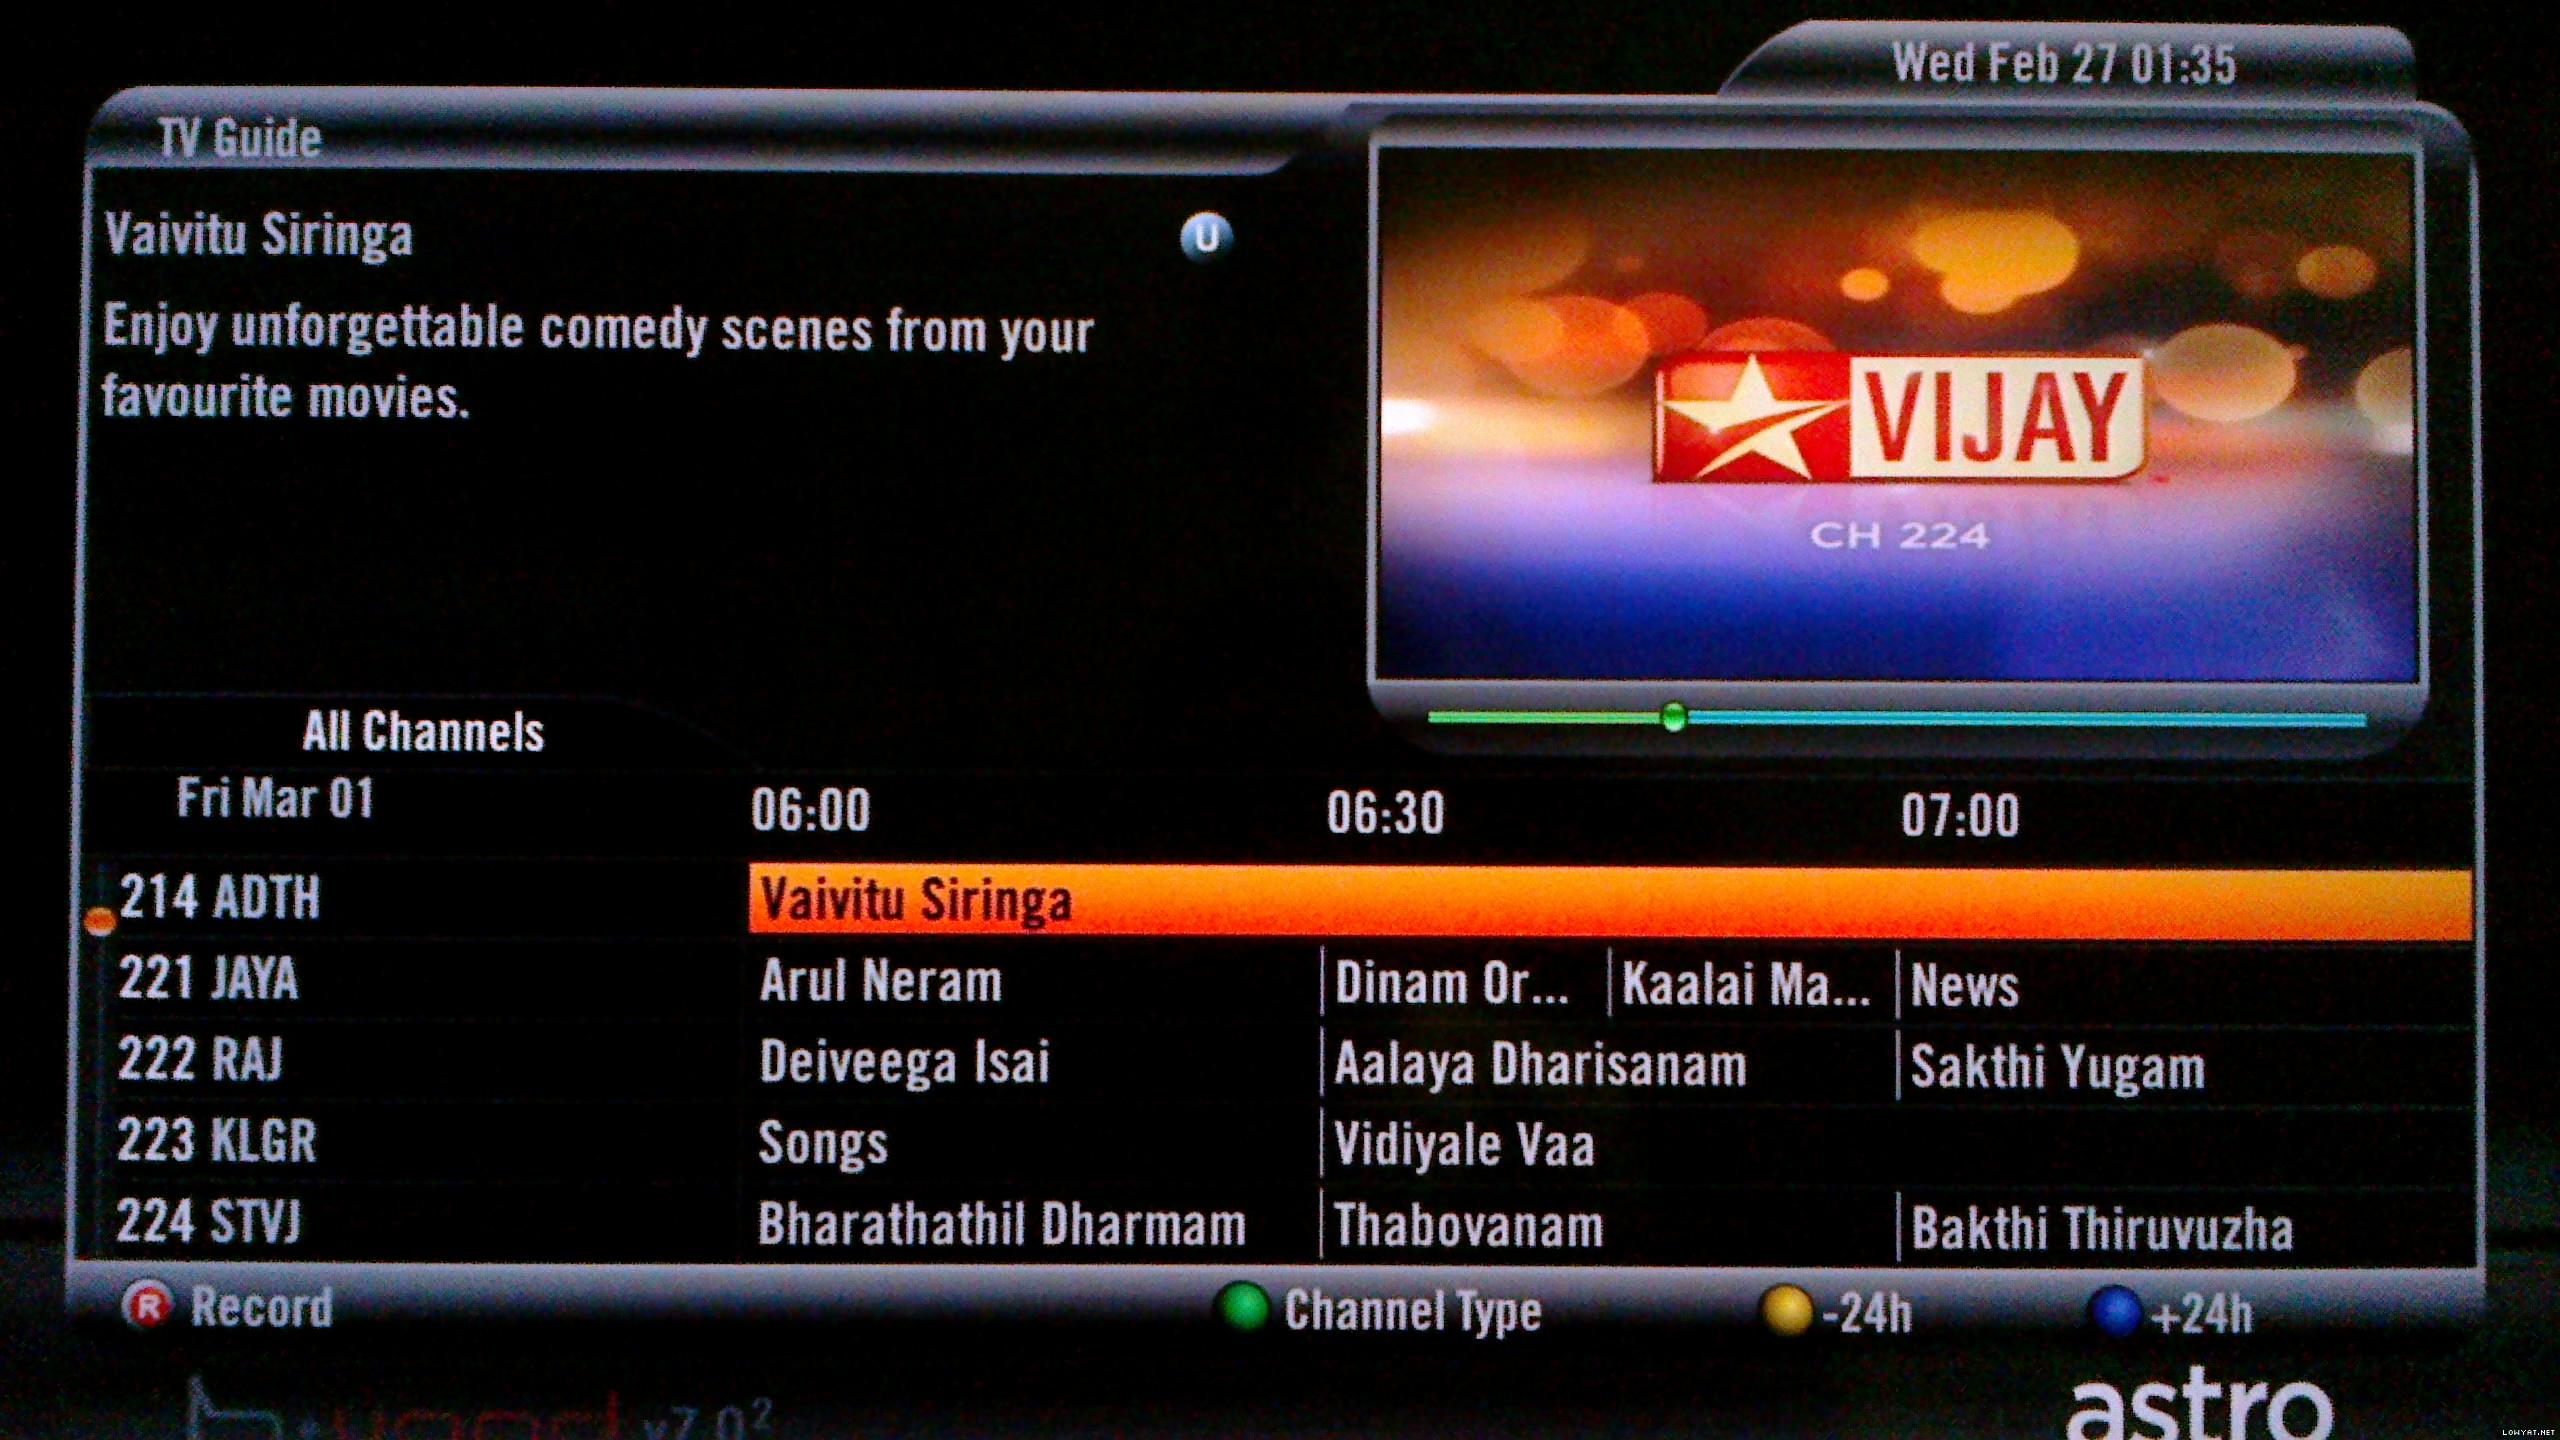 Wed Feb 27 01:35
TV Guide
Vaivitu Siringa
U
Enjoy unforgettable comedy scenes from your
favourite movies.
VIJAY
CH 224
All Channels
Fri Mar 01 06:00 06:30 07:00
214 ADTH Vaivitu Siringa
221 JAYA Arul Neram Dinam Or... Kaalai Ma... News
222 RAJ Deiveega Isai Aalaya Dharisanam Sakthi Yugam
223 KLGR Songs Vidiyale Vaa
224 STVJ Bharathathil Dharmam Thabovanam Bakthi Thiruvuzha
R Record Channel Type -24h +24h
v7.0²
astro
LOWYAT.NET